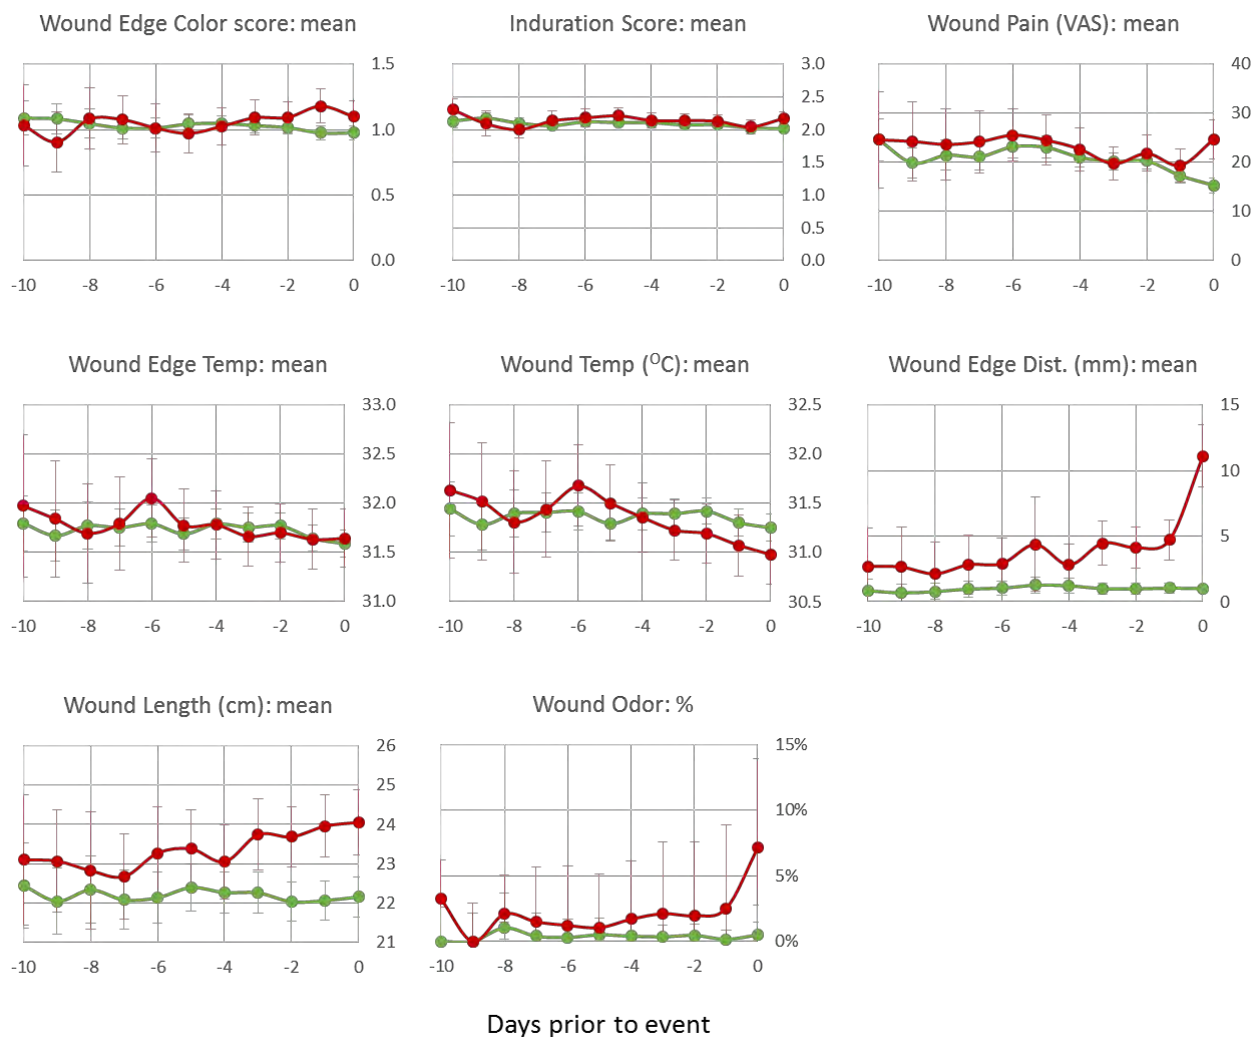 Wound Edge Color score: mean
Induration Score: mean
Wound Pain (VAS): mean
1.5
1.0
0.5
0.0
-10 -8 -6 -4 -2 0
3.0
2.5
2.0
1.5
1.0
0.5
0.0
-10 -8 -6 -4 -2 0
40
30
20
10
0
-10 -8 -6 -4 -2 0
Wound Edge Temp: mean
Wound Temp (ᴼC): mean
Wound Edge Dist. (mm): mean
33.0
32.5
32.0
31.5
31.0
-10 -8 -6 -4 -2 0
32.5
32.0
31.5
31.0
30.5
-10 -8 -6 -4 -2 0
15
10
5
0
-10 -8 -6 -4 -2 0
Wound Length (cm): mean
Wound Odor: %
26
25
24
23
22
21
-10 -8 -6 -4 -2 0
15%
10%
5%
0%
-10 -8 -6 -4 -2 0
Days prior to event